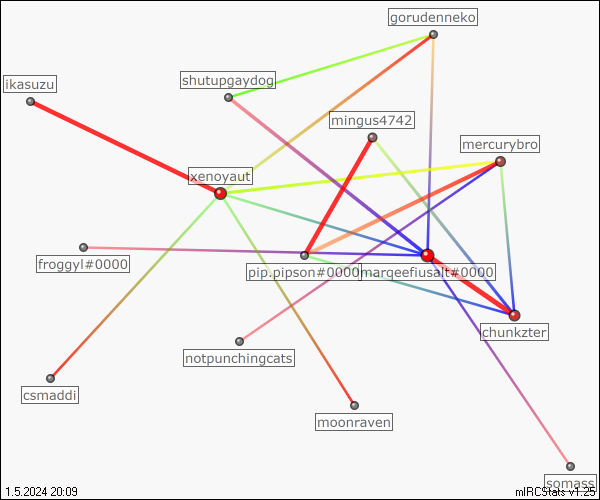 gorudenneko
shutupgaydog
ikasuzu
mingus4742
mercurybro
xenoyaut
froggyl#0000
pip.pipson#0000
marqeefiusalt#0000
chunkzter
notpunchingcats
csmaddi
moonraven
somass
1.5.2024 20:09
mIRCStats v1.25